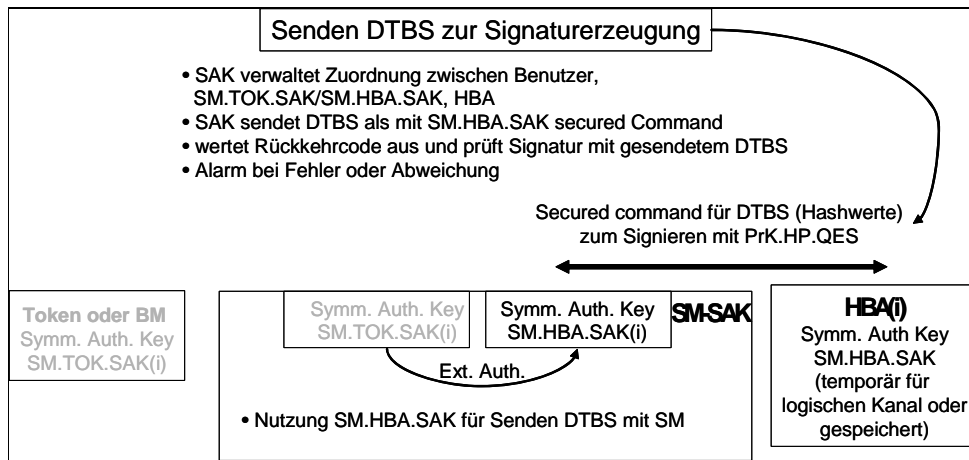 Senden DTBS zur Signaturerzeugung
• SAK verwaltet Zuordnung zwischen Benutzer,
SM.TOK.SAK/SM.HBA.SAK, HBA
• SAK sendet DTBS als mit SM.HBA.SAK secured Command
• wertet Rückkehrcode aus und prüft Signatur mit gesendetem DTBS
• Alarm bei Fehler oder Abweichung
Secured command für DTBS (Hashwerte)
zum Signieren mit PrK.HP.QES
Token oder BM
Symm. Auth. Key
SM.TOK.SAK(i)
Symm. Auth. Key
SM.TOK.SAK(i)
Symm. Auth. Key
SM.HBA.SAK(i)
SM-SAK
Ext. Auth.
• Nutzung SM.HBA.SAK für Senden DTBS mit SM
HBA(i)
Symm. Auth Key
SM.HBA.SAK
(temporär für
logischen Kanal oder
gespeichert)